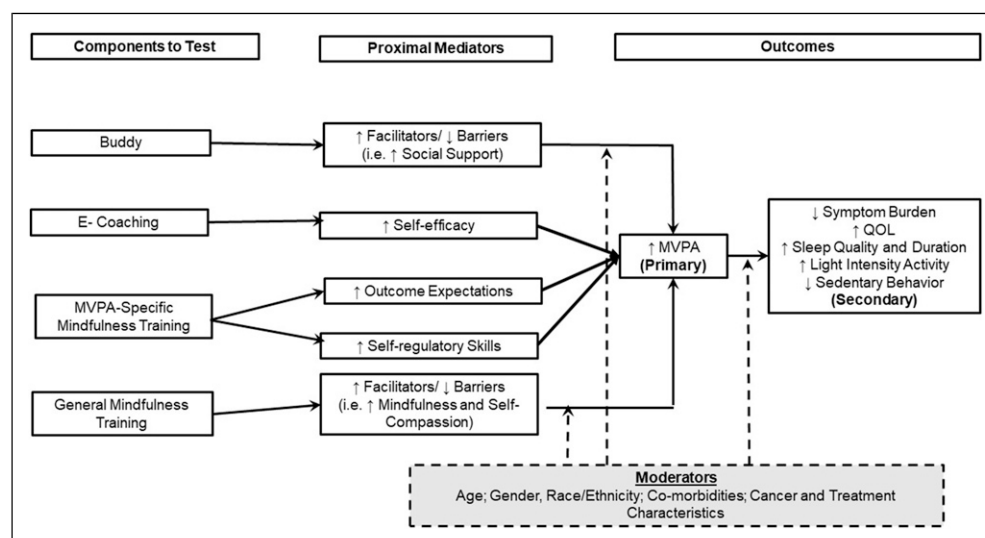 Components to Test
Proximal Mediators
Outcomes
Buddy
↑ Facilitators/ ↓ Barriers
(i.e. ↑ Social Support)
E- Coaching
↑ Self-efficacy
MVPA-Specific
Mindfulness Training
↑ Outcome Expectations
↑ Self-regulatory Skills
General Mindfulness
Training
↑ Facilitators/ ↓ Barriers
(i.e. ↑ Mindfulness and Self-
Compassion)
↑ MVPA
(Primary)
↓ Symptom Burden
↑ QOL
↑ Sleep Quality and Duration
↑ Light Intensity Activity
↓ Sedentary Behavior
(Secondary)
Moderators
Age; Gender, Race/Ethnicity; Co-morbidities; Cancer and Treatment
Characteristics